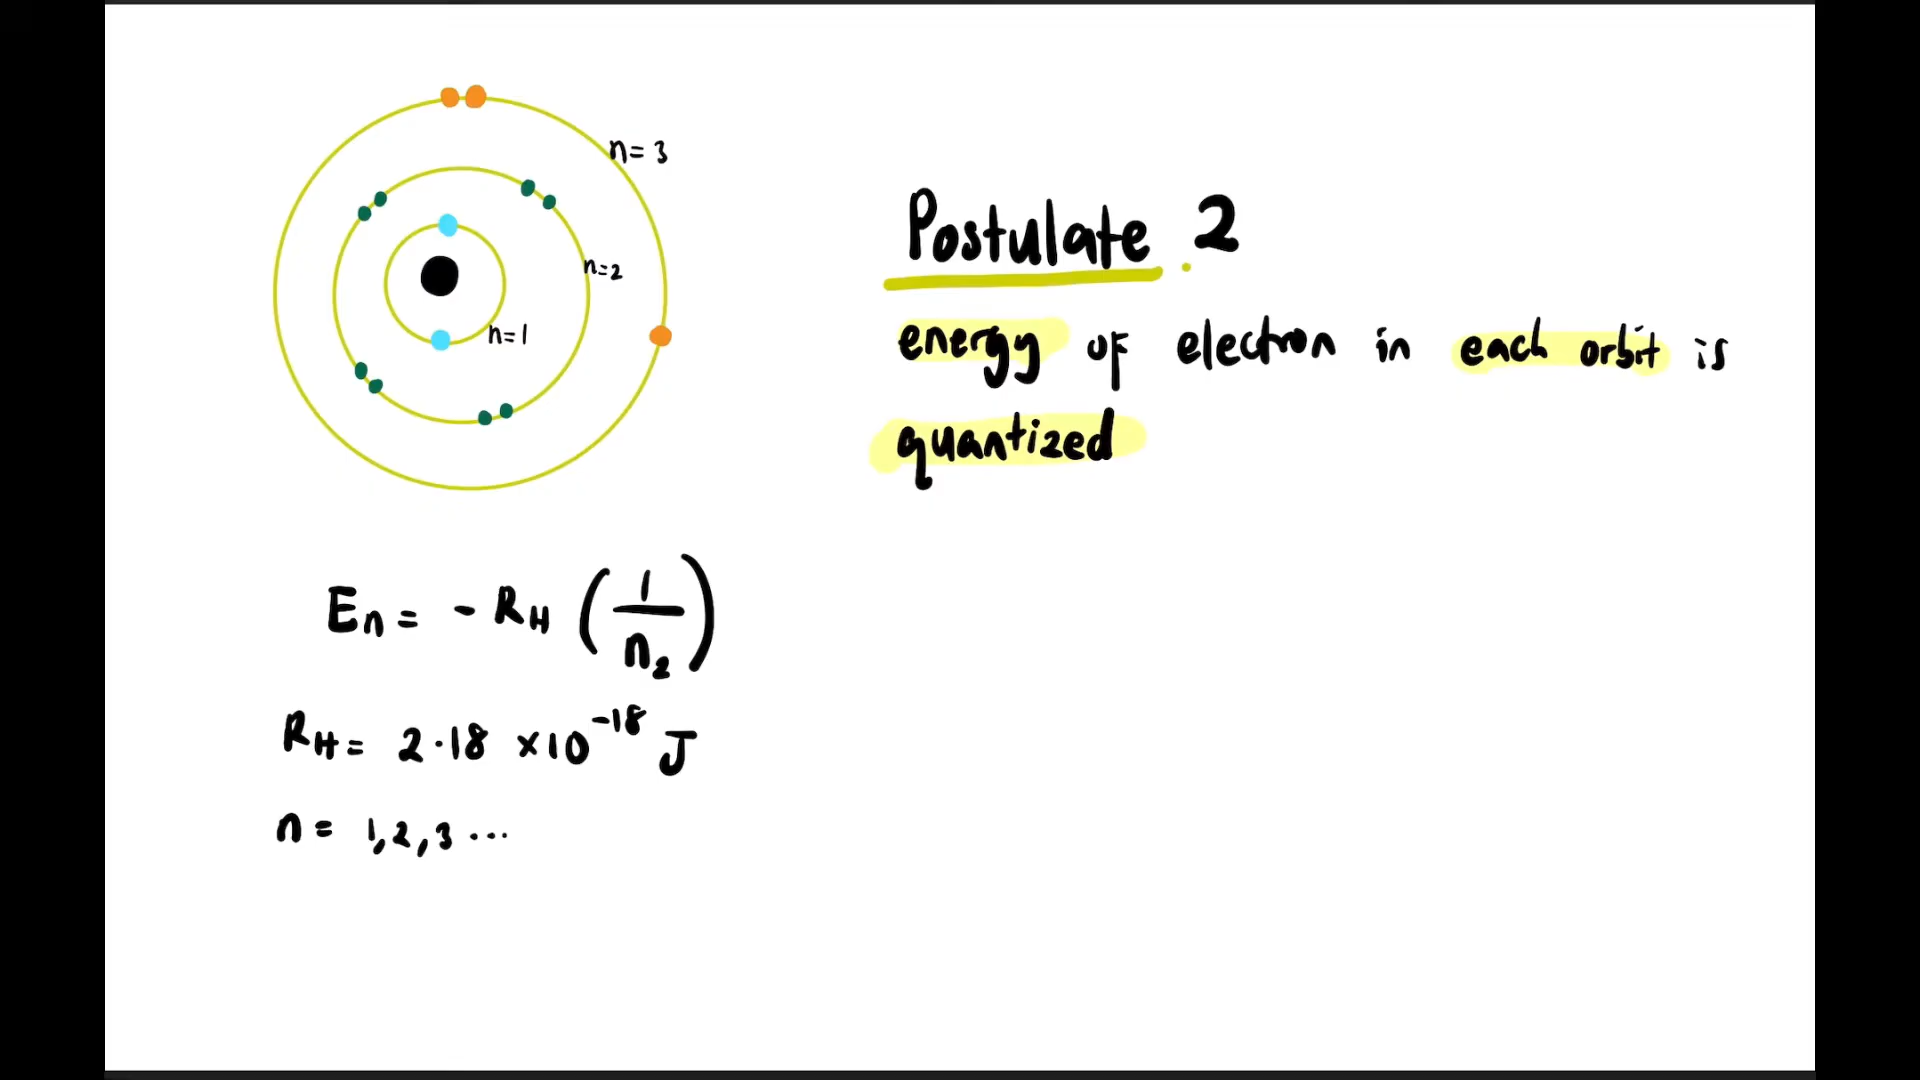 n=3
n=2
n=1
Postulate 2
energy of electron in each orbit is
quantized
En = - RH (1/n2)
RH = 2.18 ×10⁻¹⁸ J
n = 1,2,3 ...